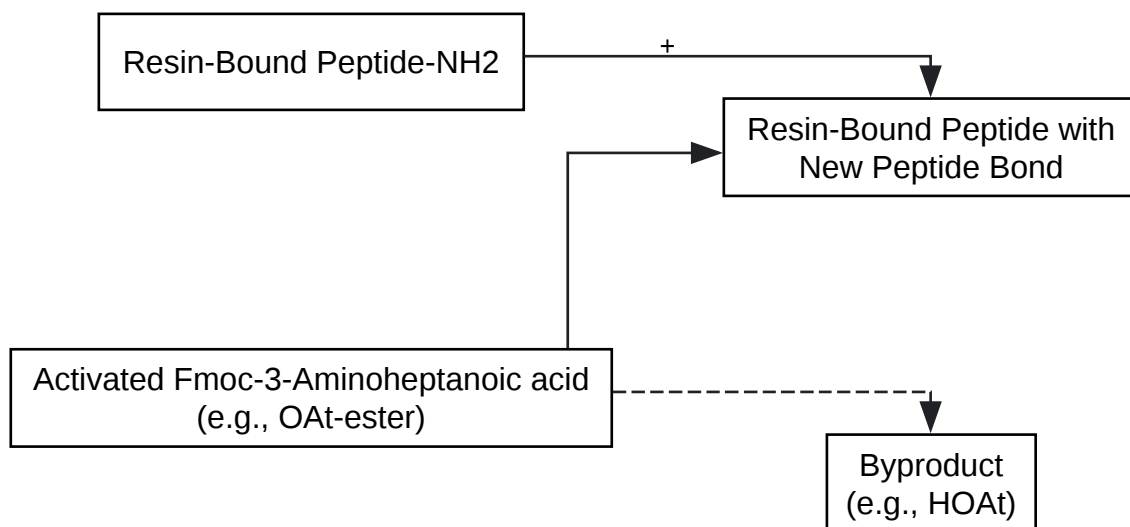 Resin-Bound Peptide-NH2
+
Resin-Bound Peptide with
New Peptide Bond
Activated Fmoc-3-Aminoheptanoic acid
(e.g., OAt-ester)
Byproduct
(e.g., HOAt)